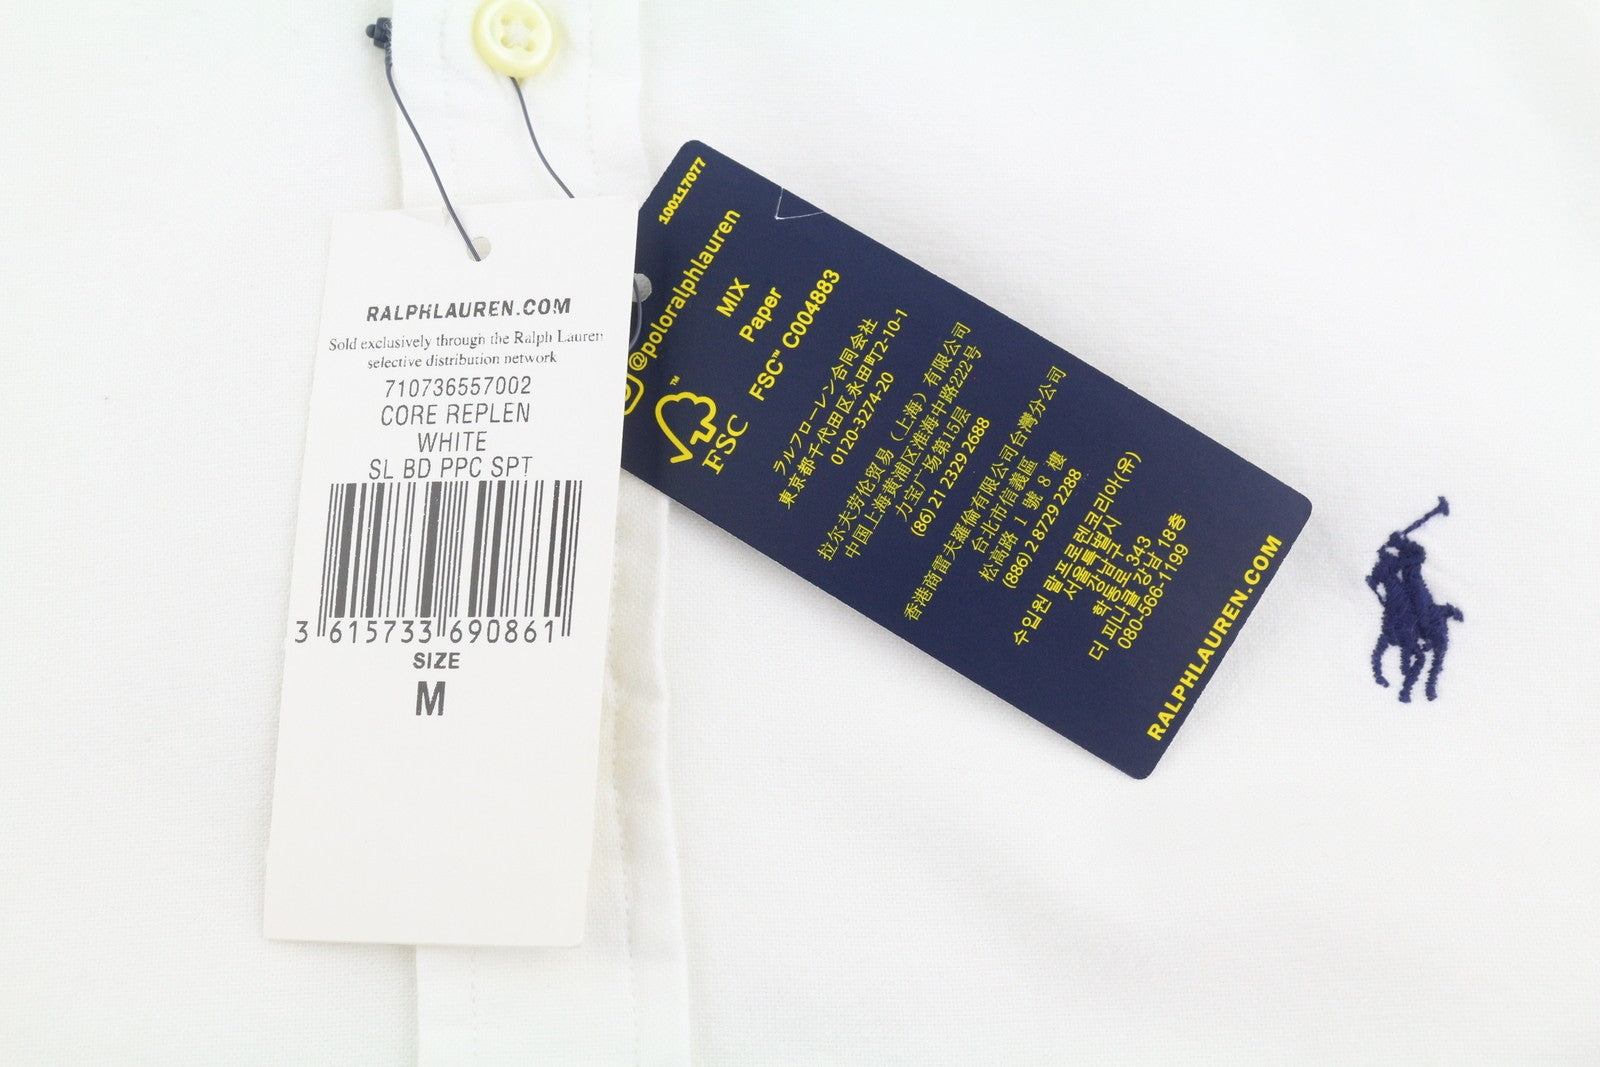 RALPHLAUREN.COM
Sold exclusively through the Ralph Lauren
selective distribution network
710736557002
CORE REPLEN
WHITE
SL BD PPC SPT
3 615733 690861
SIZE
M
100117077
@poloralphlauren
FSC
™
MIX
Paper
FSC™ C004883
ラルフローレン合同会社
東京都千代田区永田町2-10-1
0120-3274-20
拉尔夫劳伦贸易（上海）有限公司
中国上海黄浦区淮海中路222号
力宝广场第15层
(86) 21 2329 2688
香港商雷夫羅倫有限公司台灣分公司
台北市信義區
松高路 1 號 8 樓
(886) 2 8729 2288
수입원 랄프로렌코리아(유)
서울특별시
강남구
학동로 343
더 피나클 강남 18층
080-566-1199
RALPHLAUREN.COM